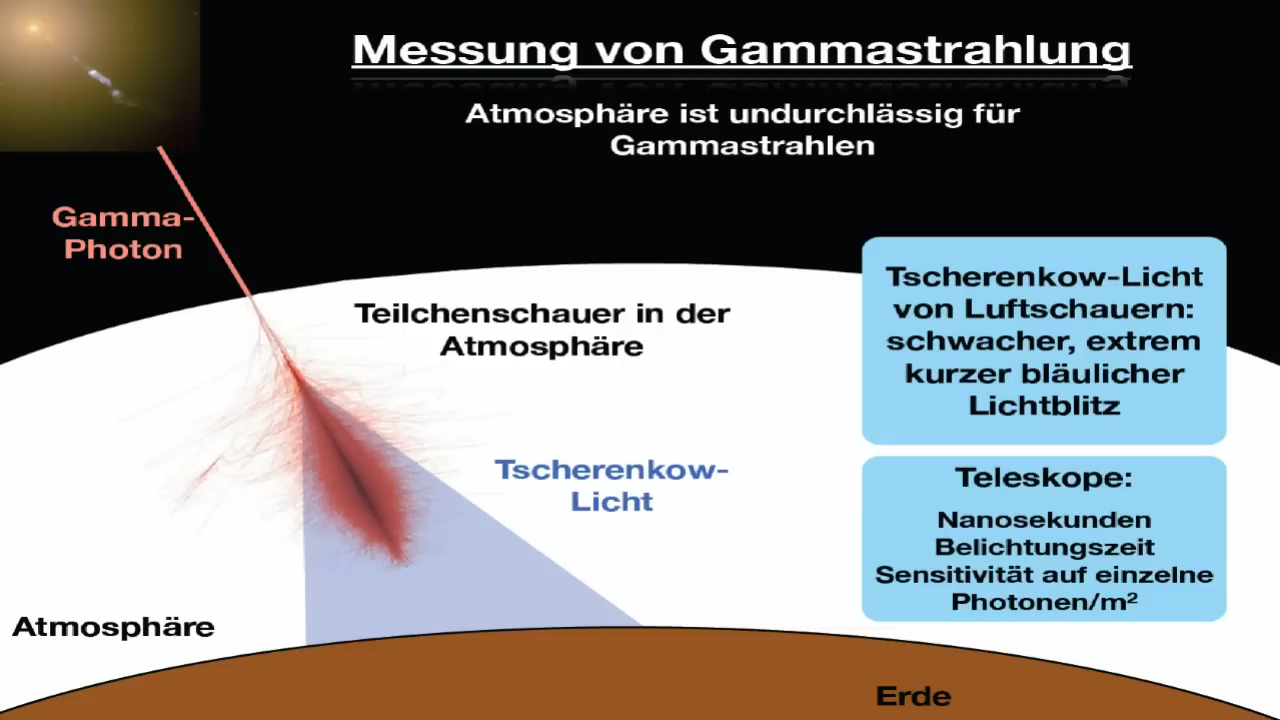 Messung von Gammastrahlung
Atmosphäre ist undurchlässig für
Gammastrahlen
Gamma-
Photon
Teilchenschauer in der
Atmosphäre
Tscherenkow-
Licht
Tscherenkow-Licht
von Luftschauern:
schwacher, extrem
kurzer bläulicher
Lichtblitz
Teleskope:
Nanosekunden
Belichtungszeit
Sensitivität auf einzelne
Photonen/m²
Atmosphäre
Erde